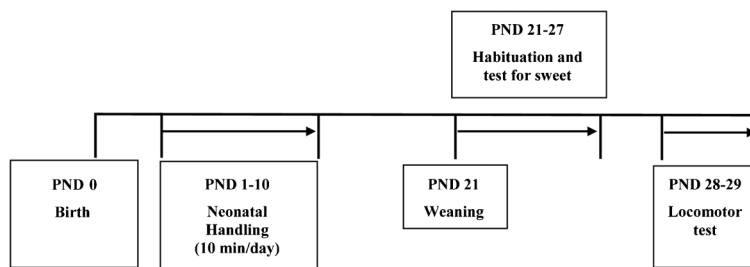 PND 21-27
Habituation and
test for sweet
PND 0
Birth
PND 1-10
Neonatal
Handling
(10 min/day)
PND 21
Weaning
PND 28-29
Locomotor
test